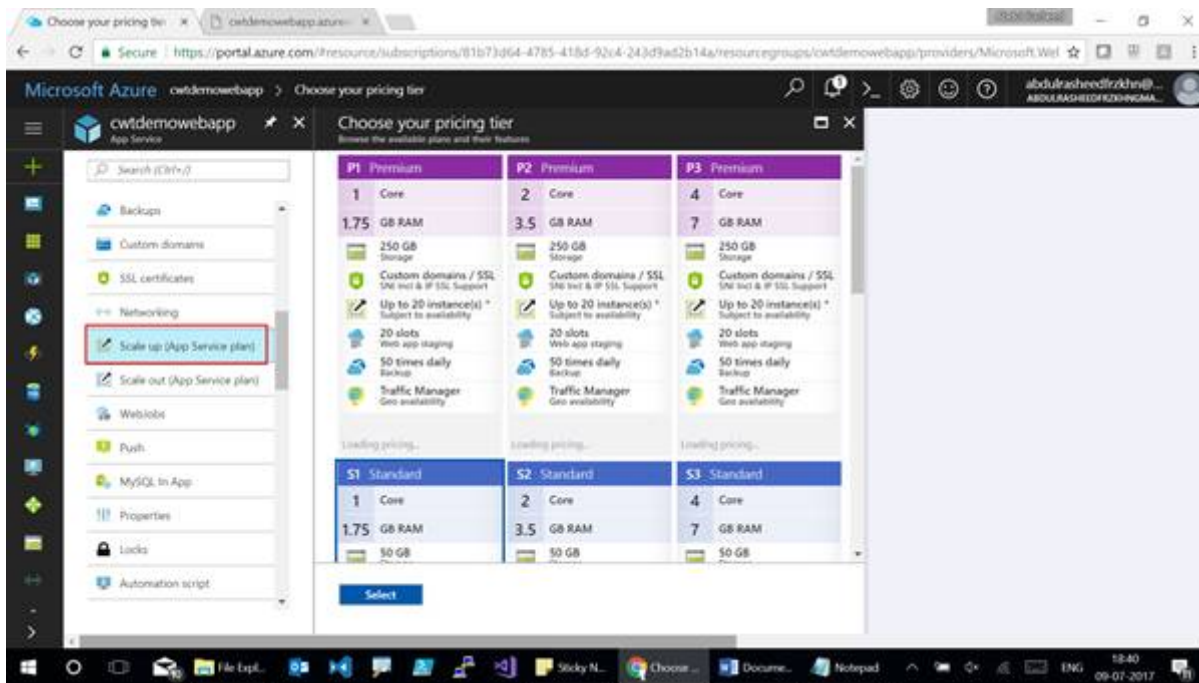 Choose your pricing tie
cwtdemowebapp.azure
Secure
https://portal.azure.com/#resource/subscriptions/81b73d64-4785-418d-92c4-243d9ad2b14a/resourcegroups/cwtdemowebapp/providers/Microsoft.Wel
Microsoft Azure cwtdemowebapp > Choose your pricing tier
abdulrasheedfrzkhn@...
ABDULRASHEEDFRZKHNGMA...
cwtdemowebapp
App Service
Choose your pricing tier
Browse the available plans and their features
Search (Ctrl+/)
Backups
Custom domains
SSL certificates
Networking
Scale up (App Service plan)
Scale out (App Service plan)
WebJobs
Push
MySQL In App
Properties
Locks
Automation script
P1 Premium
1 Core
1.75 GB RAM
250 GB
Storage
Custom domains / SSL
SNI Incl & IP SSL Support
Up to 20 instance(s) *
Subject to availability
20 slots
Web app staging
50 times daily
Backup
Traffic Manager
Geo availability
Loading pricing...
P2 Premium
2 Core
3.5 GB RAM
250 GB
Storage
Custom domains / SSL
SNI Incl & IP SSL Support
Up to 20 instance(s) *
Subject to availability
20 slots
Web app staging
50 times daily
Backup
Traffic Manager
Geo availability
Loading pricing...
P3 Premium
4 Core
7 GB RAM
250 GB
Storage
Custom domains / SSL
SNI Incl & IP SSL Support
Up to 20 instance(s) *
Subject to availability
20 slots
Web app staging
50 times daily
Backup
Traffic Manager
Geo availability
Loading pricing...
S1 Standard
1 Core
1.75 GB RAM
50 GB
S2 Standard
2 Core
3.5 GB RAM
50 GB
S3 Standard
4 Core
7 GB RAM
50 GB
Select
File Expl...
Sticky N...
Choose ...
Docume...
Notepad
ENG
18:40
09-07-2017